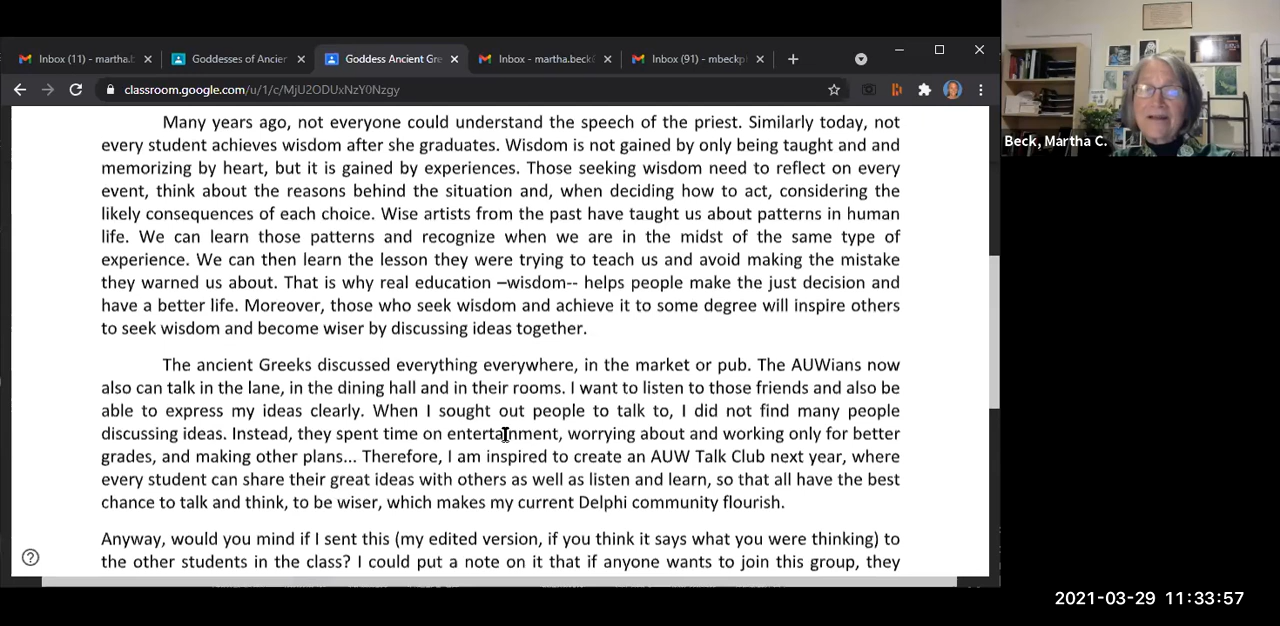 Inbox (11) - martha.b
Goddesses of Ancier
Goddess Ancient Gre
Inbox - martha.beck
Inbox (91) - mbeckp
classroom.google.com/u/1/c/MjU2ODUxNzY0Nzgy
Many years ago, not everyone could understand the speech of the priest. Similarly today, not
every student achieves wisdom after she graduates. Wisdom is not gained by only being taught and and
memorizing by heart, but it is gained by experiences. Those seeking wisdom need to reflect on every
event, think about the reasons behind the situation and, when deciding how to act, considering the
likely consequences of each choice. Wise artists from the past have taught us about patterns in human
life. We can learn those patterns and recognize when we are in the midst of the same type of
experience. We can then learn the lesson they were trying to teach us and avoid making the mistake
they warned us about. That is why real education –wisdom-- helps people make the just decision and
have a better life. Moreover, those who seek wisdom and achieve it to some degree will inspire others
to seek wisdom and become wiser by discussing ideas together.
The ancient Greeks discussed everything everywhere, in the market or pub. The AUWians now
also can talk in the lane, in the dining hall and in their rooms. I want to listen to those friends and also be
able to express my ideas clearly. When I sought out people to talk to, I did not find many people
discussing ideas. Instead, they spent time on entertainment, worrying about and working only for better
grades, and making other plans... Therefore, I am inspired to create an AUW Talk Club next year, where
every student can share their great ideas with others as well as listen and learn, so that all have the best
chance to talk and think, to be wiser, which makes my current Delphi community flourish.
Anyway, would you mind if I sent this (my edited version, if you think it says what you were thinking) to
the other students in the class? I could put a note on it that if anyone wants to join this group, they
Beck, Martha C.
2021-03-29 11:33:57